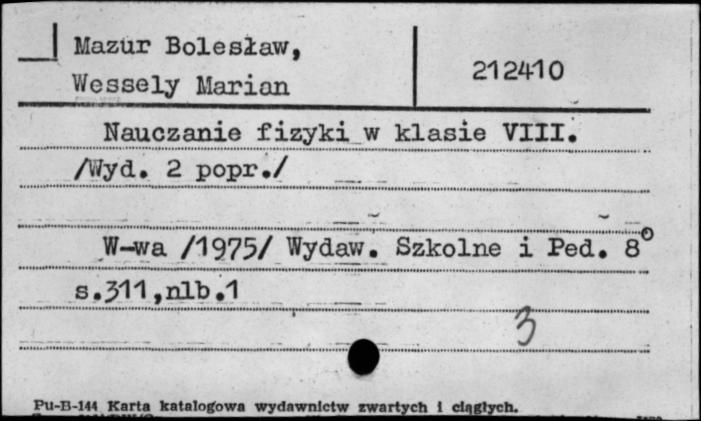 Mazur Bolesław,
Wessely Marian
212410
Nauczanie fizyki w klasie VIII.
/Wyd. 2 popr./
W-wa /1975/ Wydaw. Szkolne i Ped. 8°
s.311,nlb.1
3
Pu-B-144 Karta katalogowa wydawnictw zwartych i ciągłych.